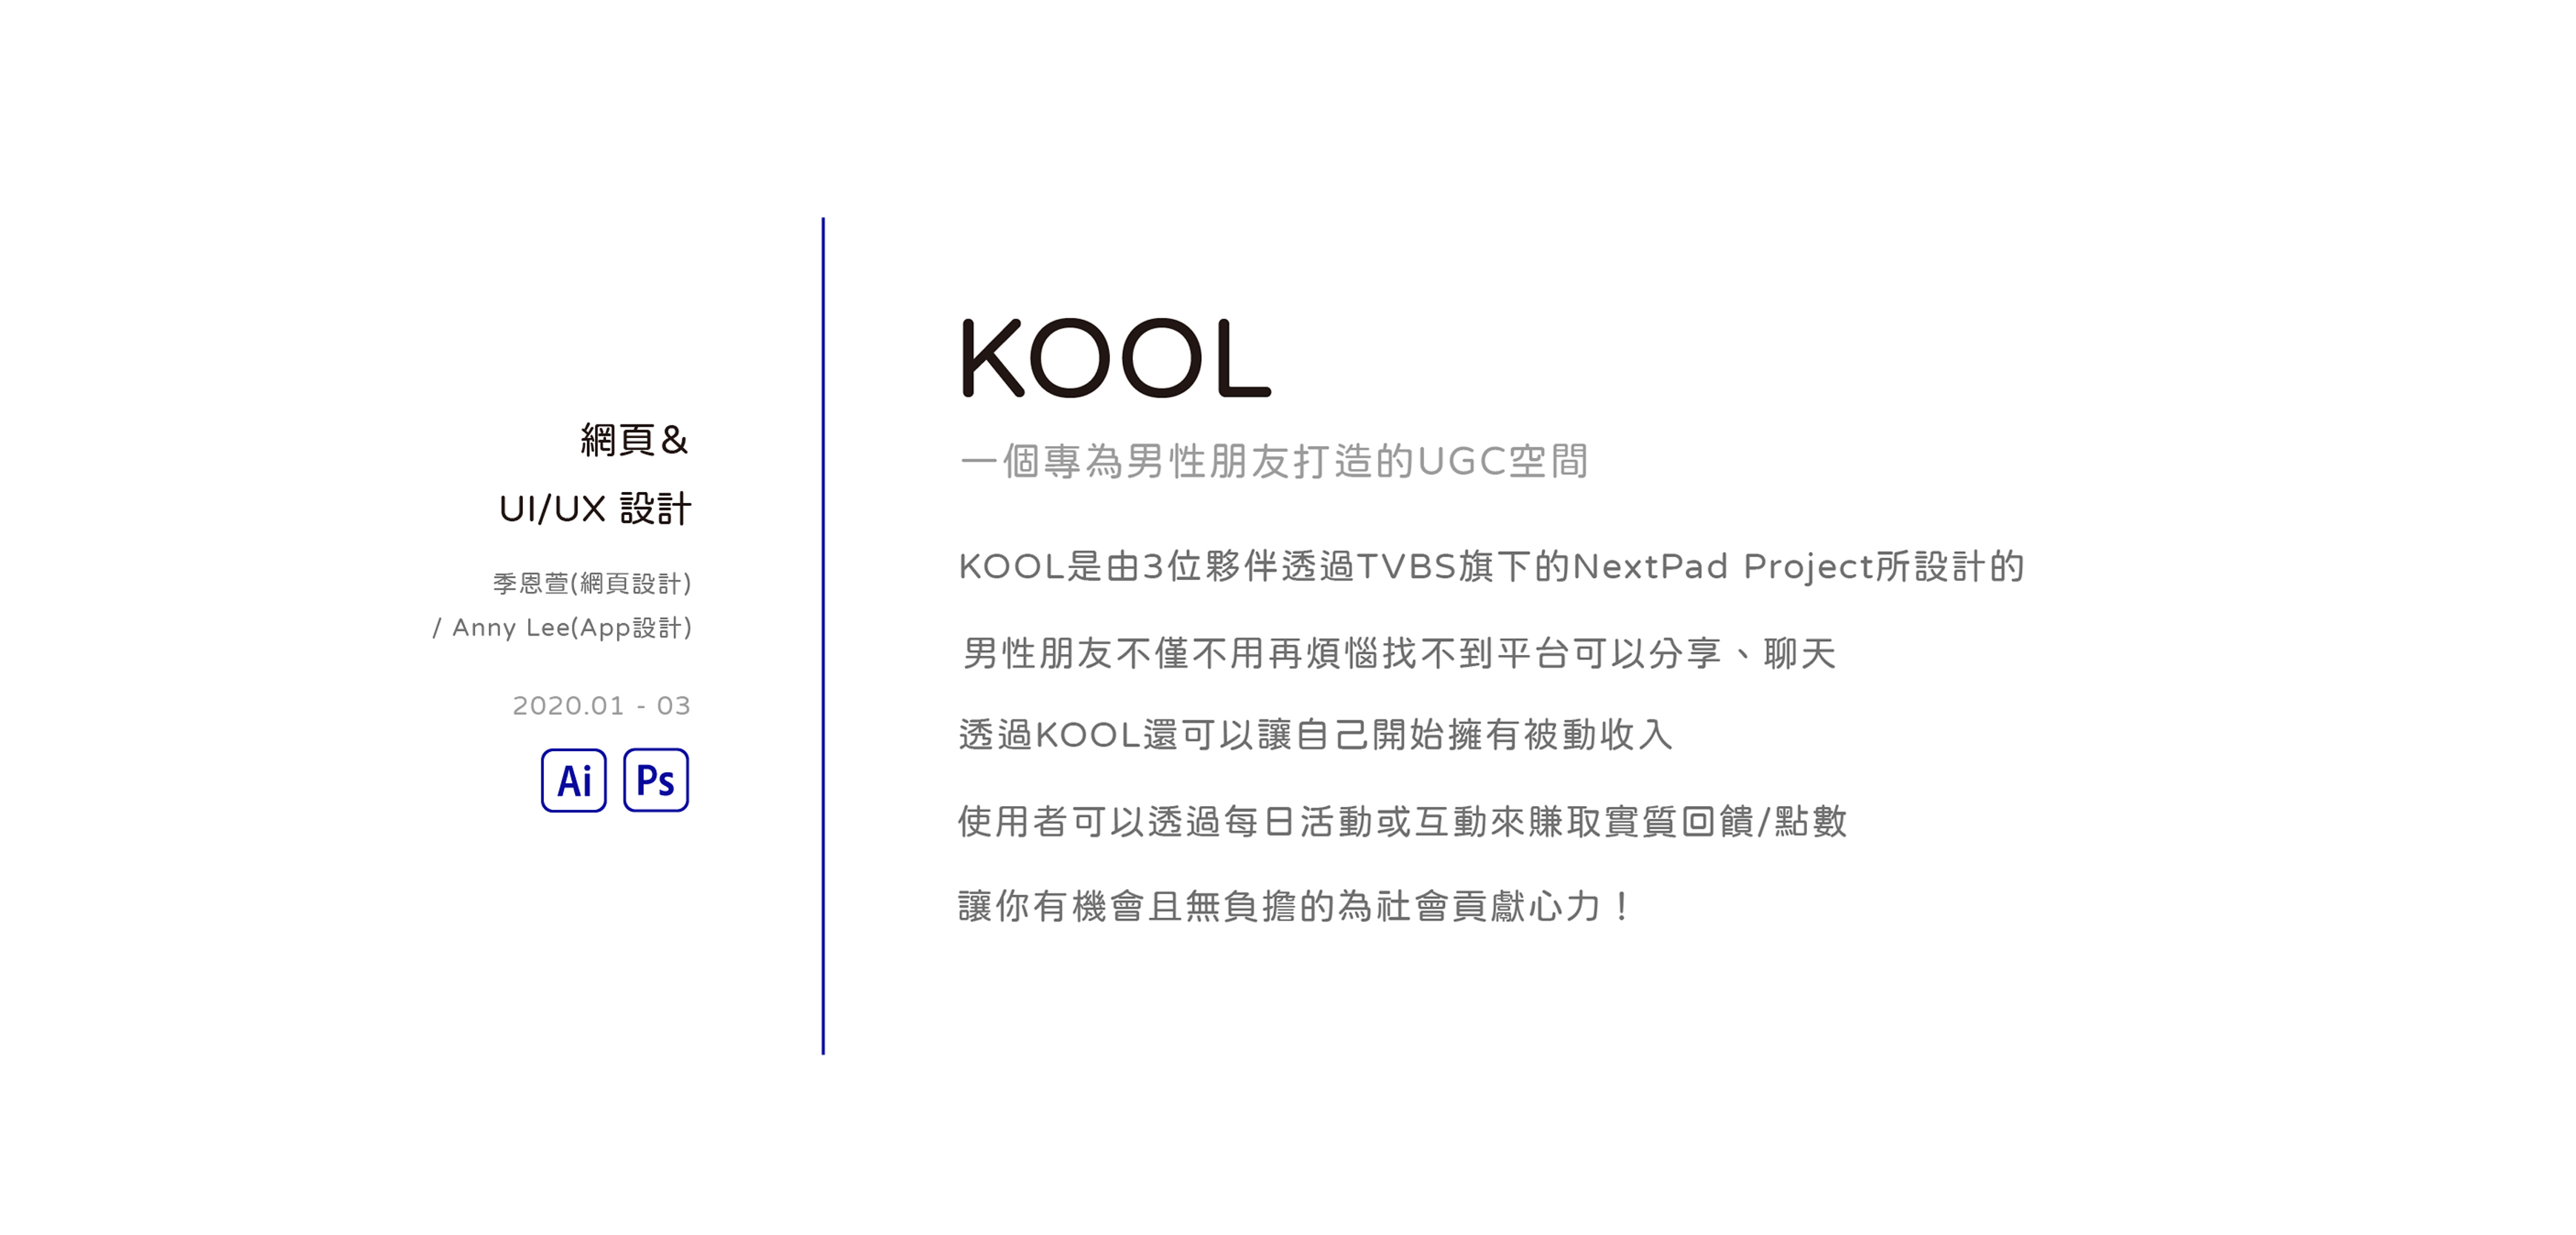 網頁&
UI/UX 設計
季恩萱(網頁設計)
/ Anny Lee(App設計)
2020.01 - 03
Ai Ps
KOOL
一個專為男性朋友打造的UGC空間
KOOL是由3位夥伴透過TVBS旗下的NextPad Project所設計的
男性朋友不僅不用再煩惱找不到平台可以分享、聊天
透過KOOL還可以讓自己開始擁有被動收入
使用者可以透過每日活動或互動來賺取實質回饋/點數
讓你有機會且無負擔的為社會貢獻心力！